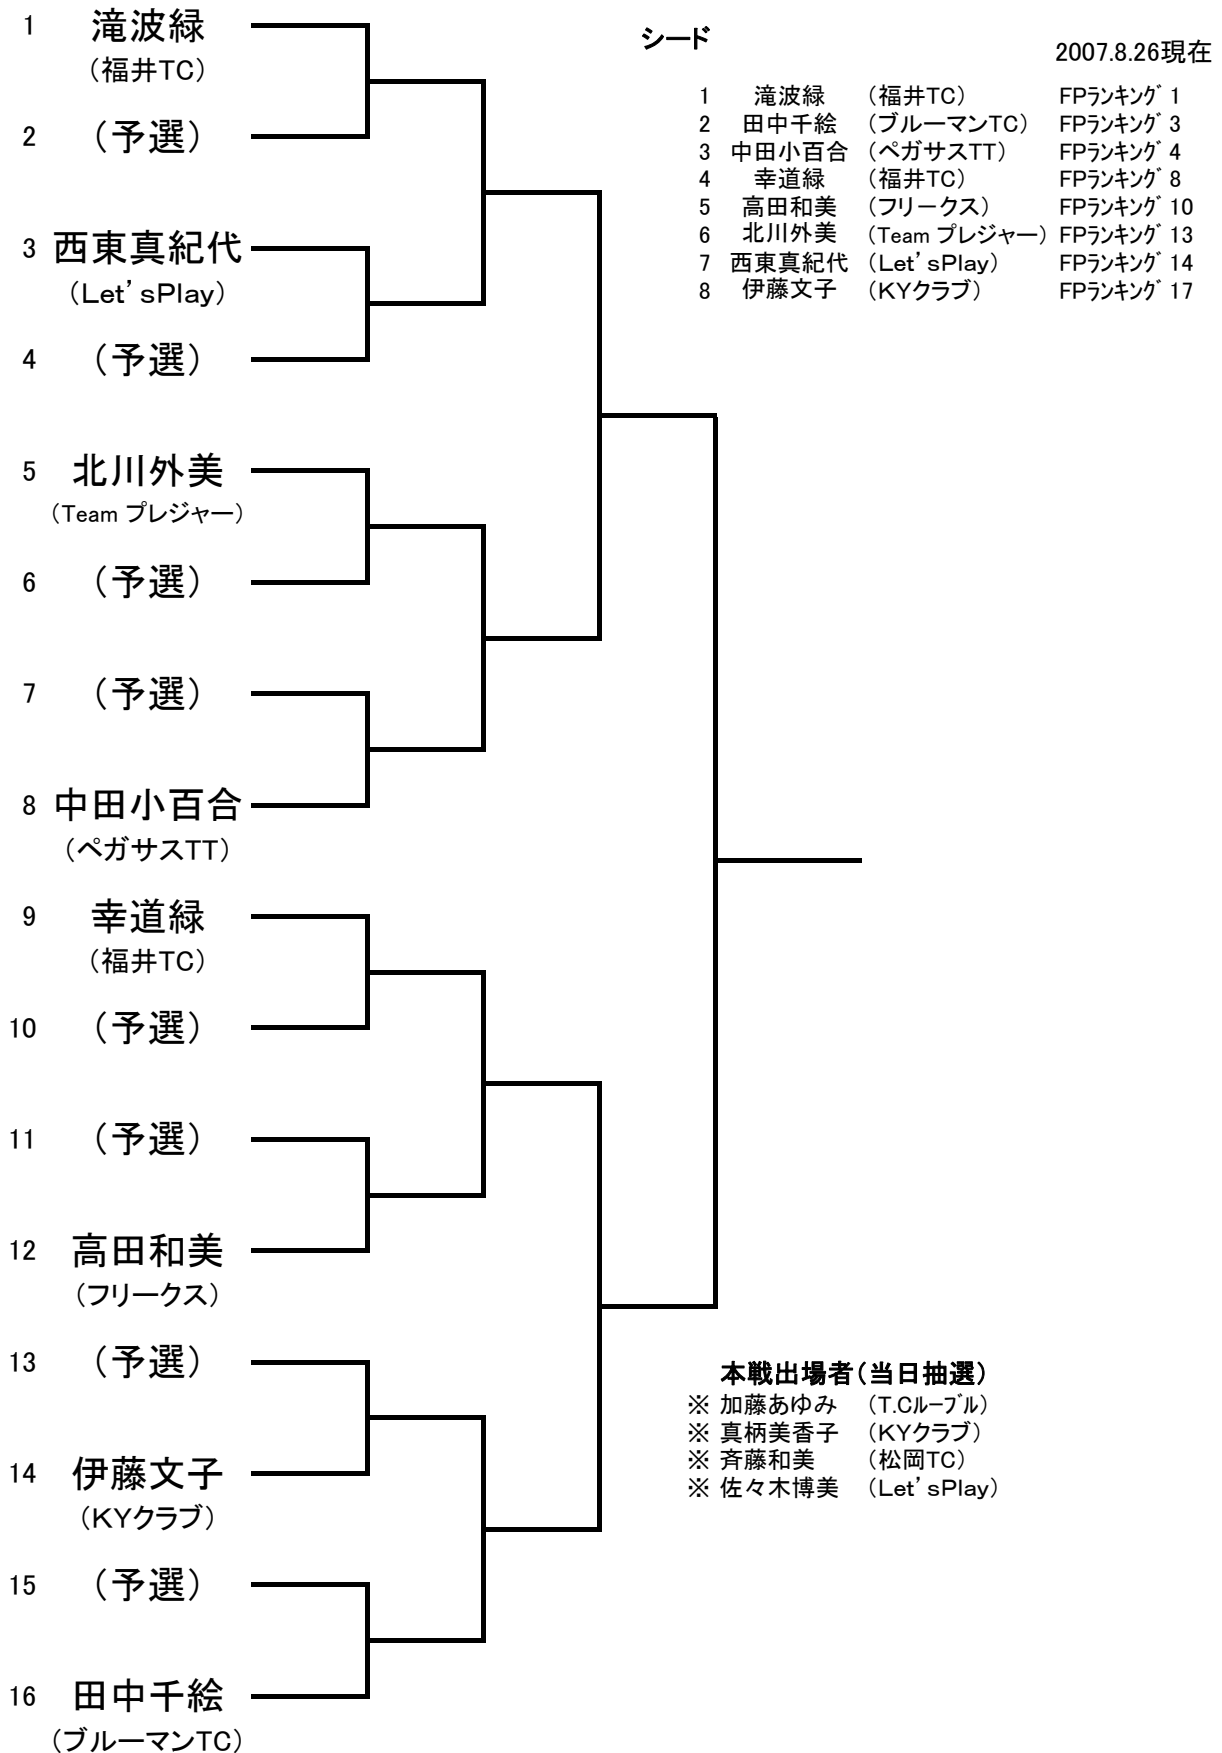 1 滝波緑
（福井TC）
2 （予選）
3 西東真紀代
（Let’sPlay）
4 （予選）
5 北川外美
（Team プレジャー）
6 （予選）
7 （予選）
8 中田小百合
（ペガサスTT）
9 幸道緑
（福井TC）
10 （予選）
11 （予選）
12 高田和美
（フリークス）
13 （予選）
14 伊藤文子
（KYクラブ）
15 （予選）
16 田中千絵
（ブルーマンTC）
シード
2007.8.26現在
1 滝波緑 （福井TC） FPﾗﾝｷﾝｸﾞ 1
2 田中千絵 （ブルーマンTC） FPﾗﾝｷﾝｸﾞ 3
3 中田小百合 （ペガサスTT） FPﾗﾝｷﾝｸﾞ 4
4 幸道緑 （福井TC） FPﾗﾝｷﾝｸﾞ 8
5 高田和美 （フリークス） FPﾗﾝｷﾝｸﾞ 10
6 北川外美 （Team プレジャー） FPﾗﾝｷﾝｸﾞ 13
7 西東真紀代 （Let’sPlay） FPﾗﾝｷﾝｸﾞ 14
8 伊藤文子 （KYクラブ） FPﾗﾝｷﾝｸﾞ 17
本戦出場者（当日抽選）
※ 加藤あゆみ （T.Cﾙｰﾌﾞﾙ）
※ 真柄美香子 （KYクラブ）
※ 斉藤和美 （松岡TC）
※ 佐々木博美 （Let’sPlay）